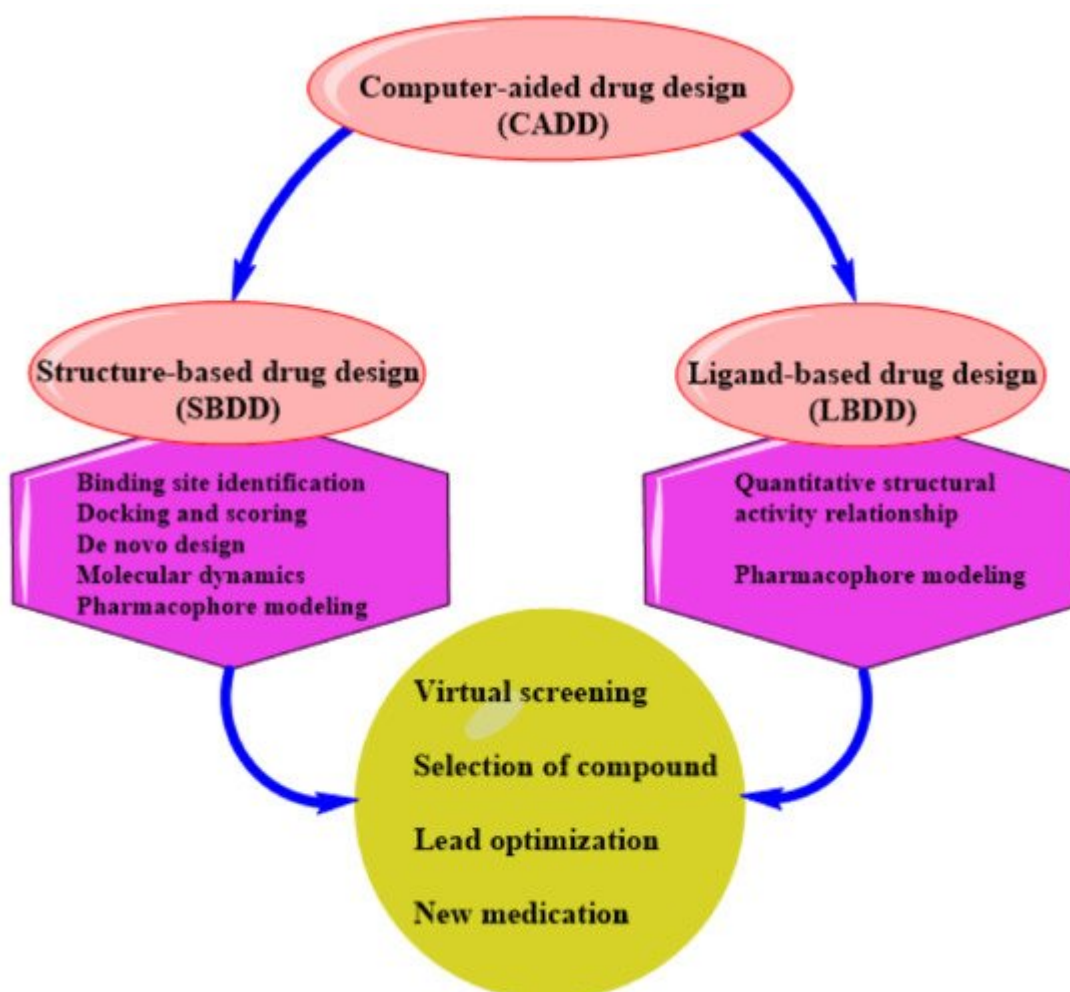 Computer-aided drug design
(CADD)
Structure-based drug design
(SBDD)
Binding site identification
Docking and scoring
De novo design
Molecular dynamics
Pharmacophore modeling
Ligand-based drug design
(LBDD)
Quantitative structural
activity relationship
Pharmacophore modeling
Virtual screening
Selection of compound
Lead optimization
New medication